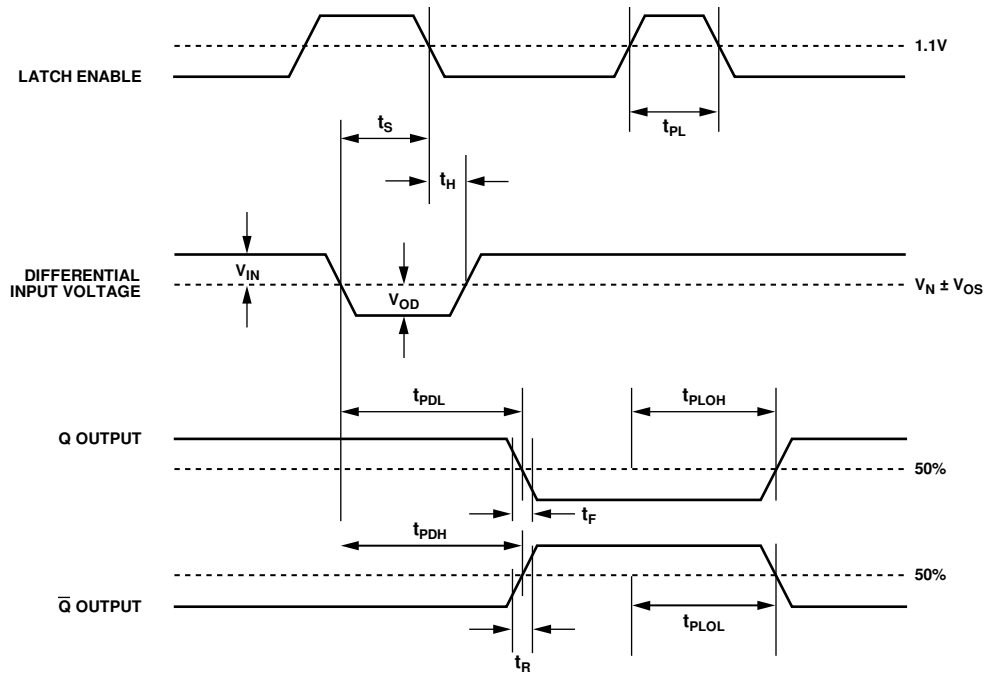 1.1V
LATCH ENABLE
tS
tPL
tH
VIN
DIFFERENTIAL
INPUT VOLTAGE
VN ± VOS
VOD
tPDL
tPLOH
Q OUTPUT
50%
tF
tPDH
50%
Q̅ OUTPUT
tPLOL
tR